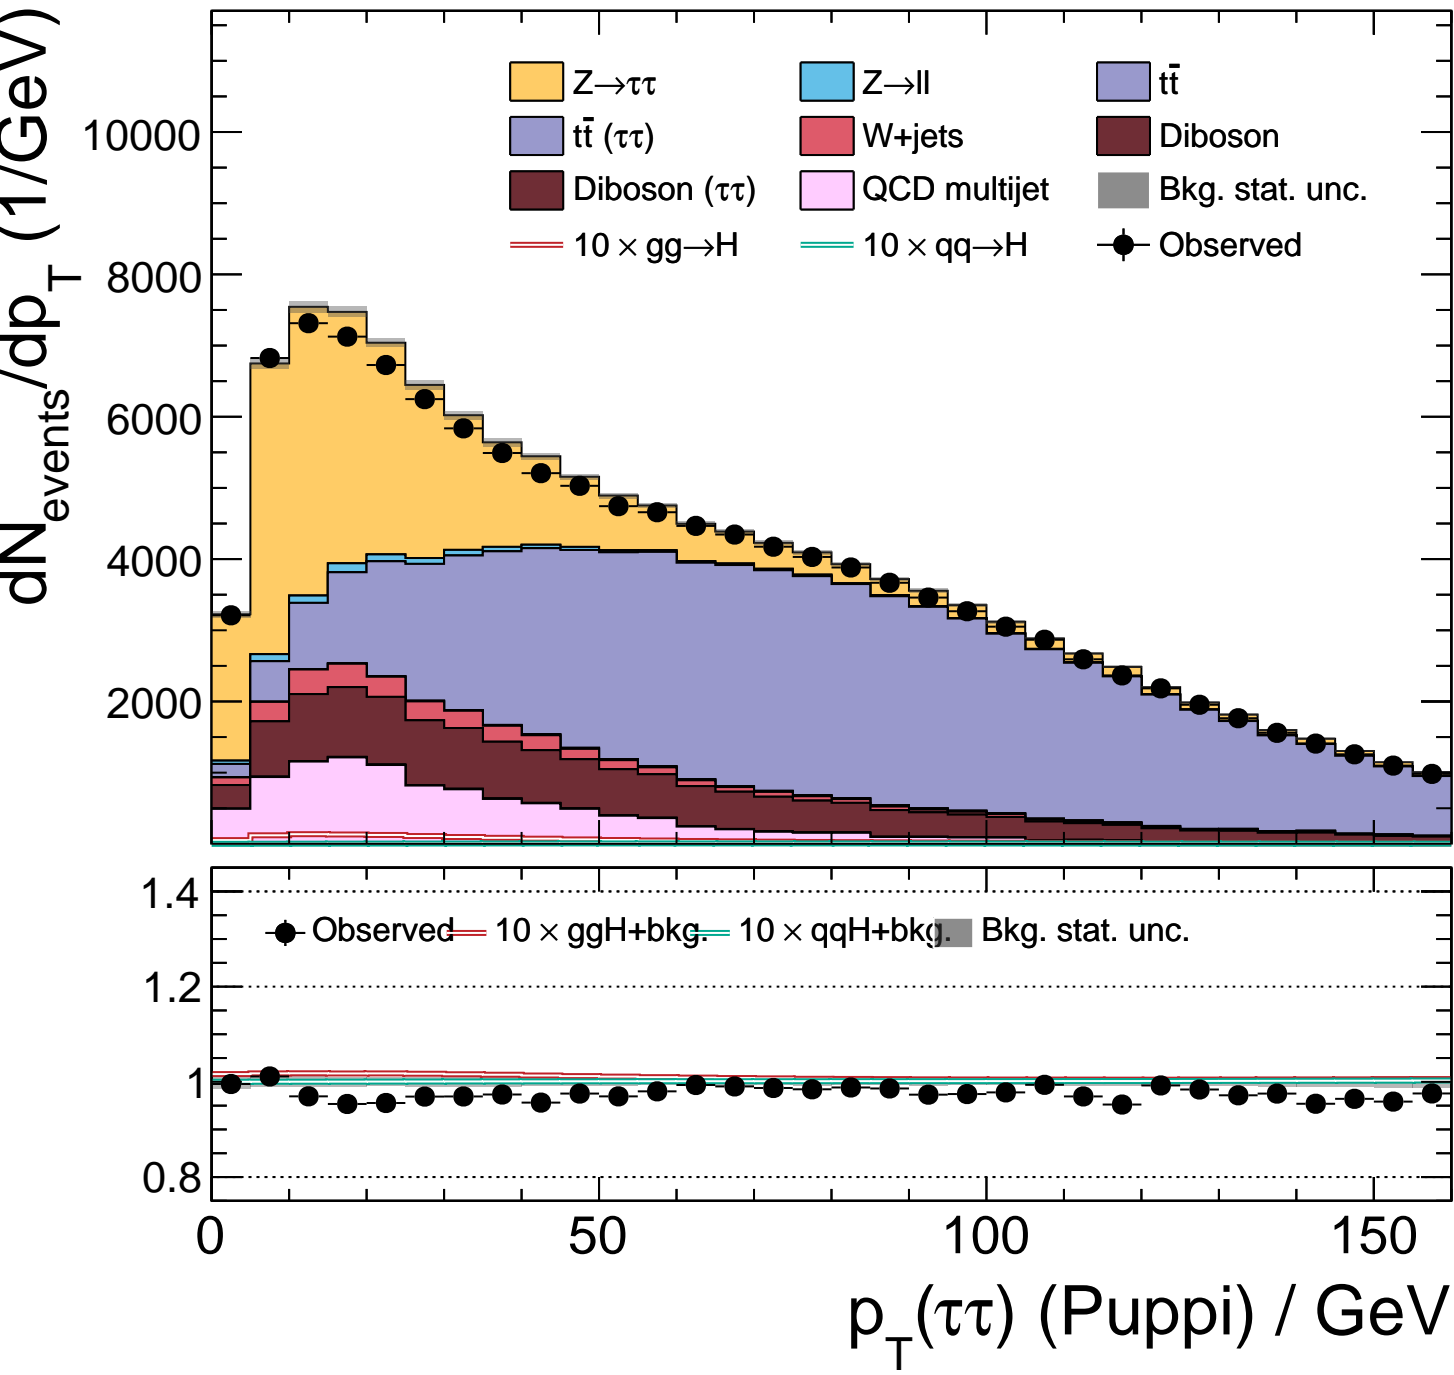 dN_events/dp_T (1/GeV)
10000
8000
6000
4000
2000
Z→ττ Z→ll tt̄
tt̄ (ττ) W+jets Diboson
Diboson (ττ) QCD multijet Bkg. stat. unc.
10 × gg→H 10 × qq→H Observed
1.4
1.2
1
0.8
Observed 10 × ggH+bkg. 10 × qqH+bkg. Bkg. stat. unc.
0 50 100 150
p_T(ττ) (Puppi) / GeV